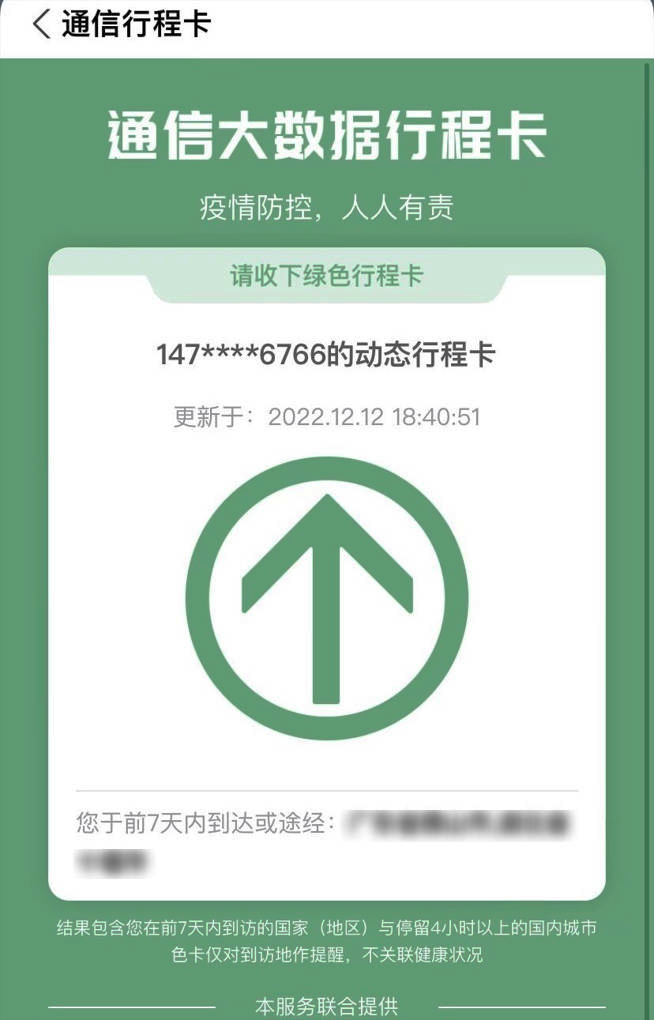 通信行程卡
通信大数据行程卡
疫情防控，人人有责
请收下绿色行程卡
147****6766的动态行程卡
更新于：2022.12.12 18:40:51
您于前7天内到达或途经：
结果包含您在前7天内到访的国家（地区）与停留4小时以上的国内城市
色卡仅对到访地作提醒，不关联健康状况
本服务联合提供